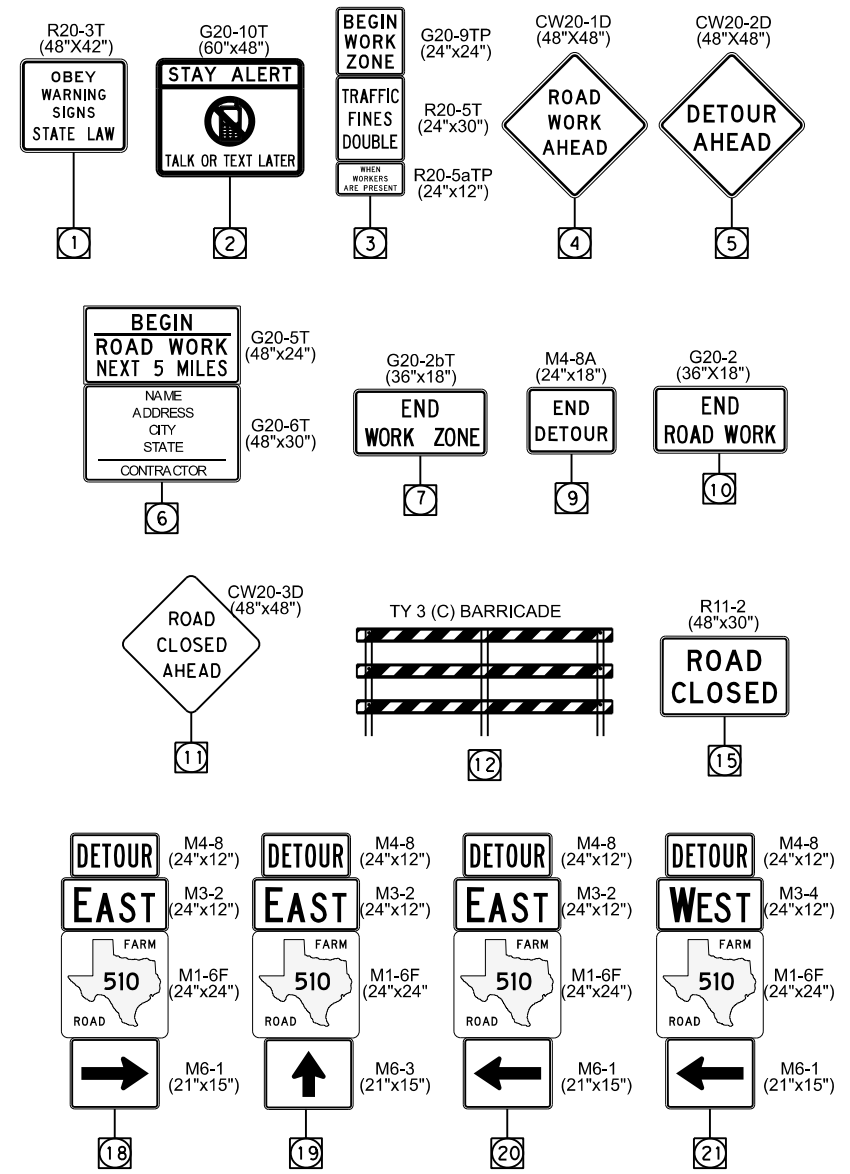 R20-3T
(48"X42")
OBEY
WARNING
SIGNS
STATE LAW
1
G20-10T
(60"x48")
STAY ALERT
TALK OR TEXT LATER
2
BEGIN
WORK
ZONE
G20-9TP
(24"x24")
TRAFFIC
FINES
DOUBLE
R20-5T
(24"x30")
WHEN
WORKERS
ARE PRESENT
R20-5aTP
(24"x12")
3
CW20-1D
(48"X48")
ROAD
WORK
AHEAD
4
CW20-2D
(48"X48")
DETOUR
AHEAD
5
BEGIN
ROAD WORK
NEXT 5 MILES
G20-5T
(48"x24")
NAME
ADDRESS
CITY
STATE
CONTRACTOR
G20-6T
(48"x30")
6
G20-2bT
(36"x18")
END
WORK ZONE
7
M4-8A
(24"x18")
END
DETOUR
9
G20-2
(36"X18")
END
ROAD WORK
10
CW20-3D
(48"x48")
ROAD
CLOSED
AHEAD
11
TY 3 (C) BARRICADE
12
R11-2
(48"x30")
ROAD
CLOSED
15
DETOUR
M4-8
(24"x12")
EAST
M3-2
(24"x12")
FARM
510
ROAD
M1-6F
(24"x24")
M6-1
(21"x15")
18
DETOUR
M4-8
(24"x12")
EAST
M3-2
(24"x12")
FARM
510
ROAD
M1-6F
(24"x24"
M6-3
(21"x15")
19
DETOUR
M4-8
(24"x12")
EAST
M3-2
(24"x12")
FARM
510
ROAD
M1-6F
(24"x24")
M6-1
(21"x15")
20
DETOUR
M4-8
(24"x12")
WEST
M3-4
(24"x12")
FARM
510
ROAD
M1-6F
(24"x24")
M6-1
(21"x15")
21